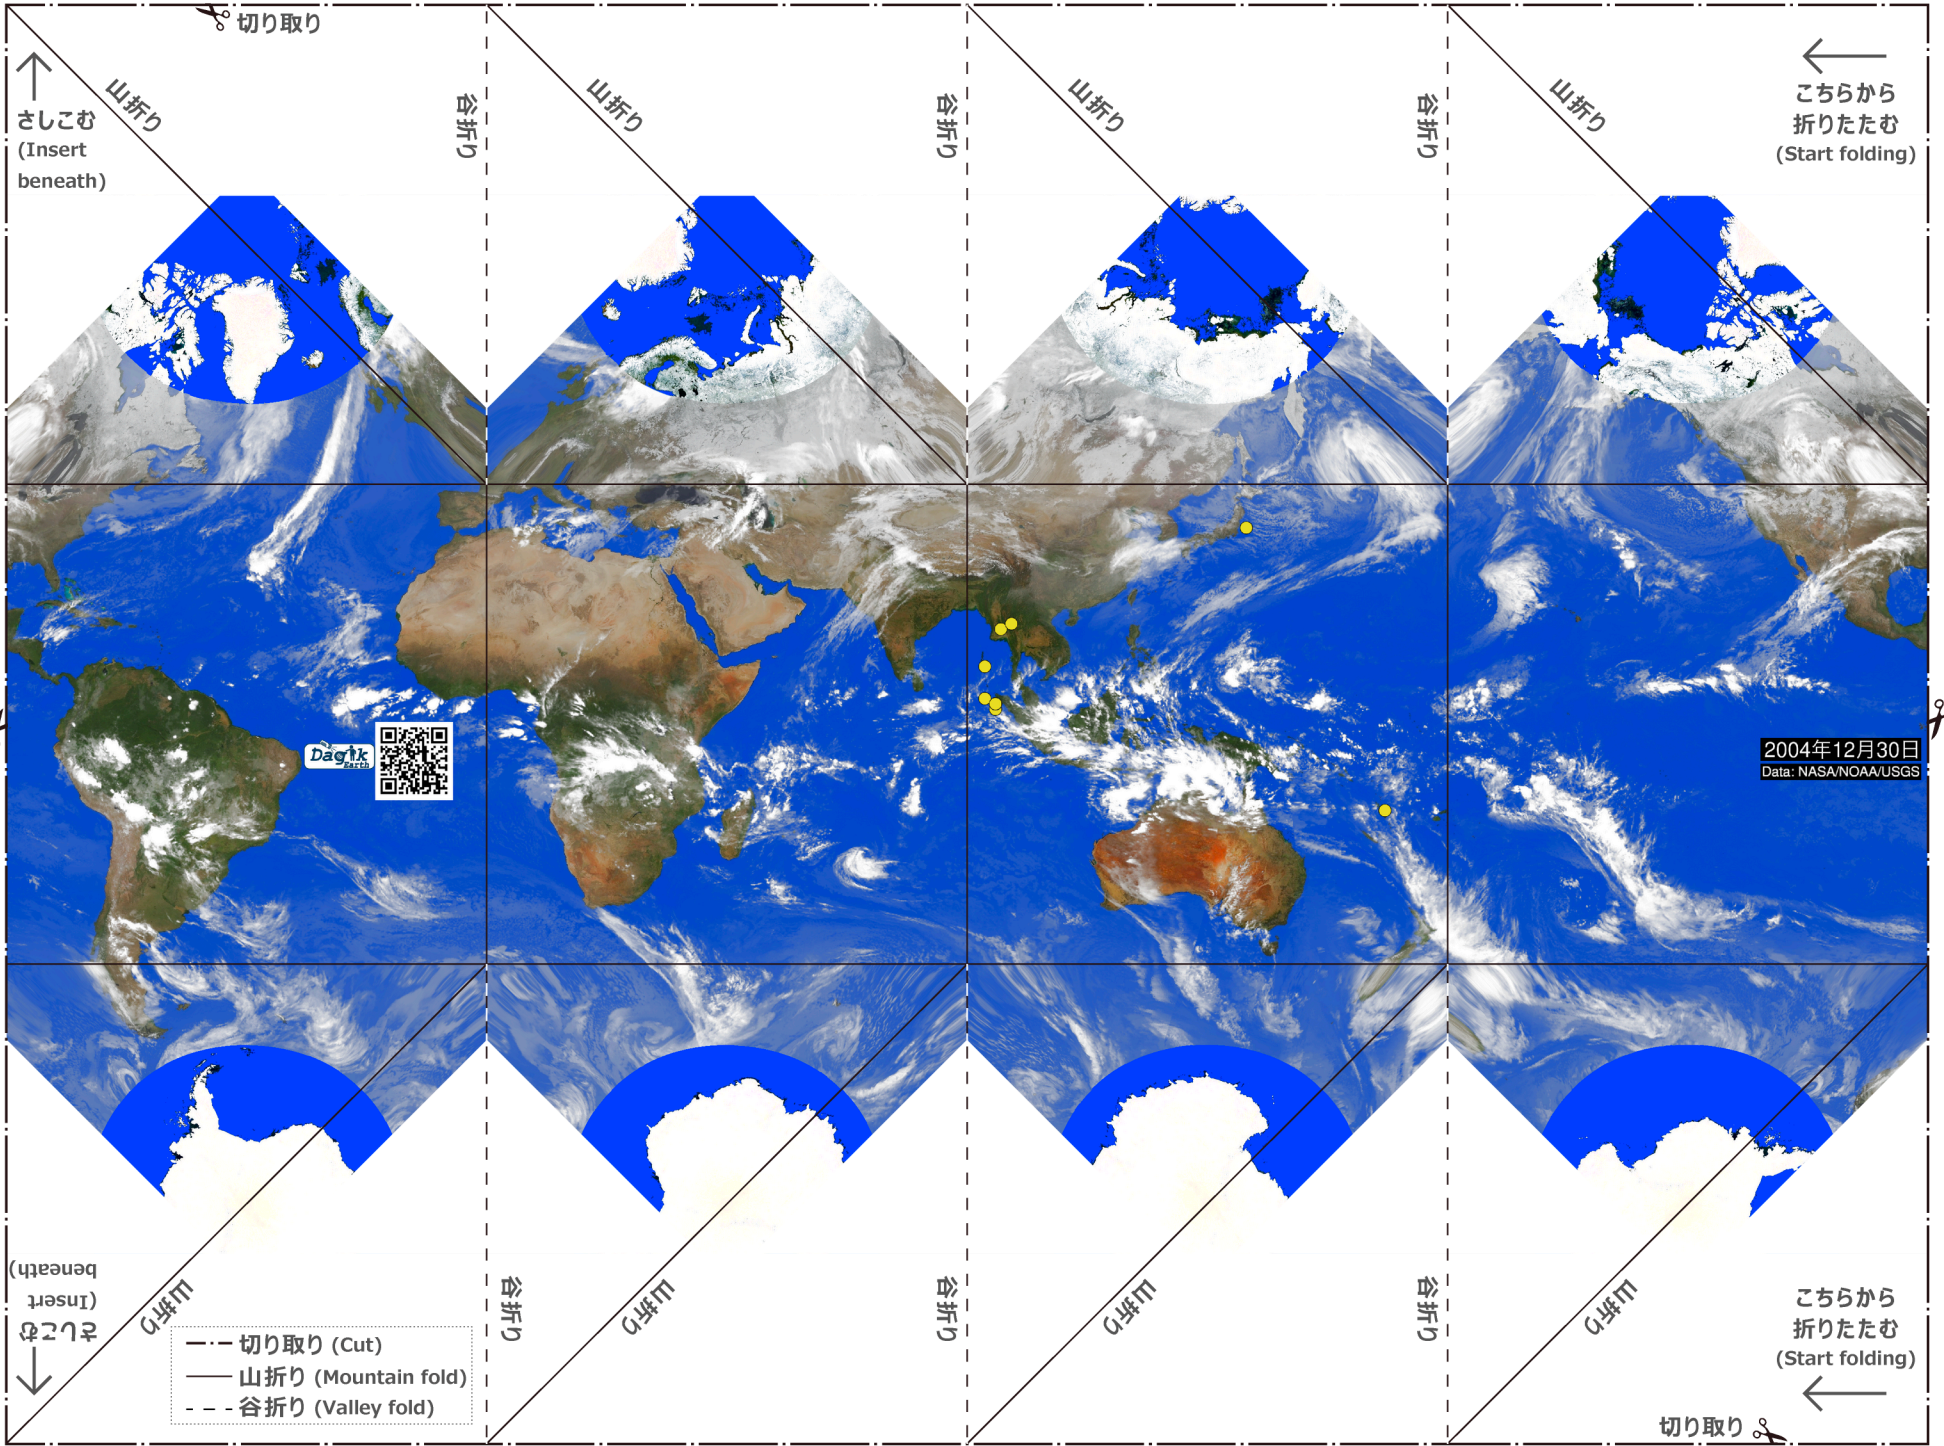 切り取り
山折り
谷折り
山折り
谷折り
山折り
谷折り
山折り
さしこむ
(Insert
beneath)
こちらから
折りたたむ
(Start folding)
Dagik
Earth
2004年12月30日
Data: NASA/NOAA/USGS
さしこむ
(Insert
beneath)
山折り
谷折り
山折り
谷折り
山折り
谷折り
山折り
こちらから
折りたたむ
(Start folding)
切り取り (Cut)
山折り (Mountain fold)
谷折り (Valley fold)
切り取り